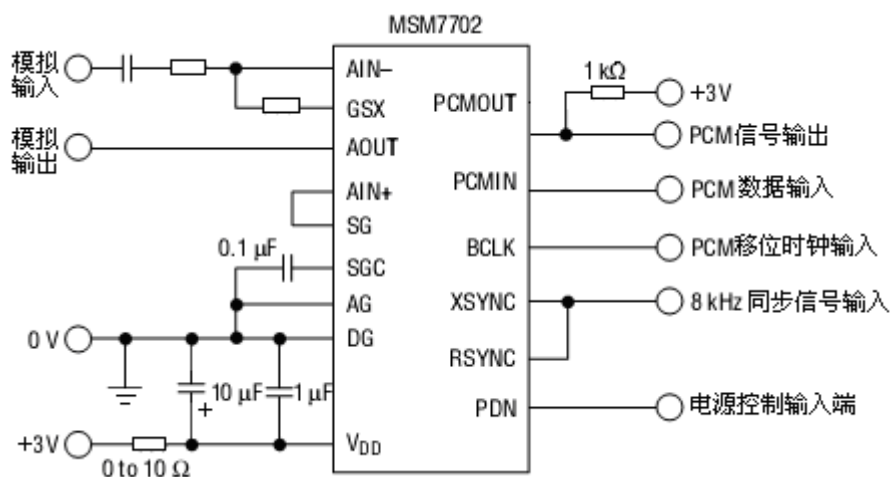 MSM7702
模拟
输入
AIN−
GSX
模拟
输出
AOUT
AIN+
SG
0.1 μF
SGC
AG
0 V
DG
10 μF
+
1 μF
+3V
0 to 10 Ω
VDD
PCMOUT
1 kΩ
+3V
PCM信号输出
PCMIN
PCM数据输入
BCLK
PCM移位时钟输入
XSYNC
8 kHz 同步信号输入
RSYNC
PDN
电源控制输入端